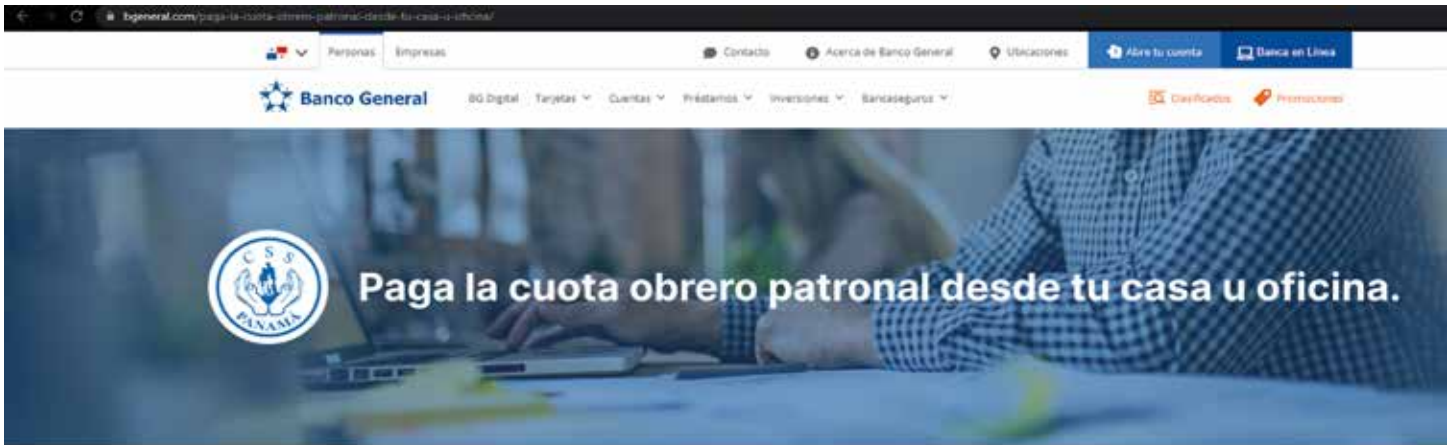 bgeneral.com/paga-la-cuota-obrero-patronal-desde-tu-casa-u-oficina/
Personas Empresas Contacto Acerca de Banco General Ubicaciones Abre tu cuenta Banca en Línea
Banco General BG Digital Tarjetas Cuentas Préstamos Inversiones Bancaseguros Clasificados Promociones
CSS
PANAMÁ
Paga la cuota obrero patronal desde tu casa u oficina.